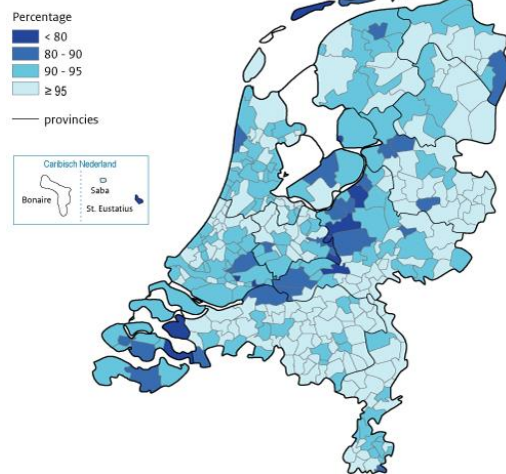 Percentage
< 80
80 - 90
90 - 95
≥ 95
provincies
Caribisch Nederland
Saba
Bonaire
St. Eustatius